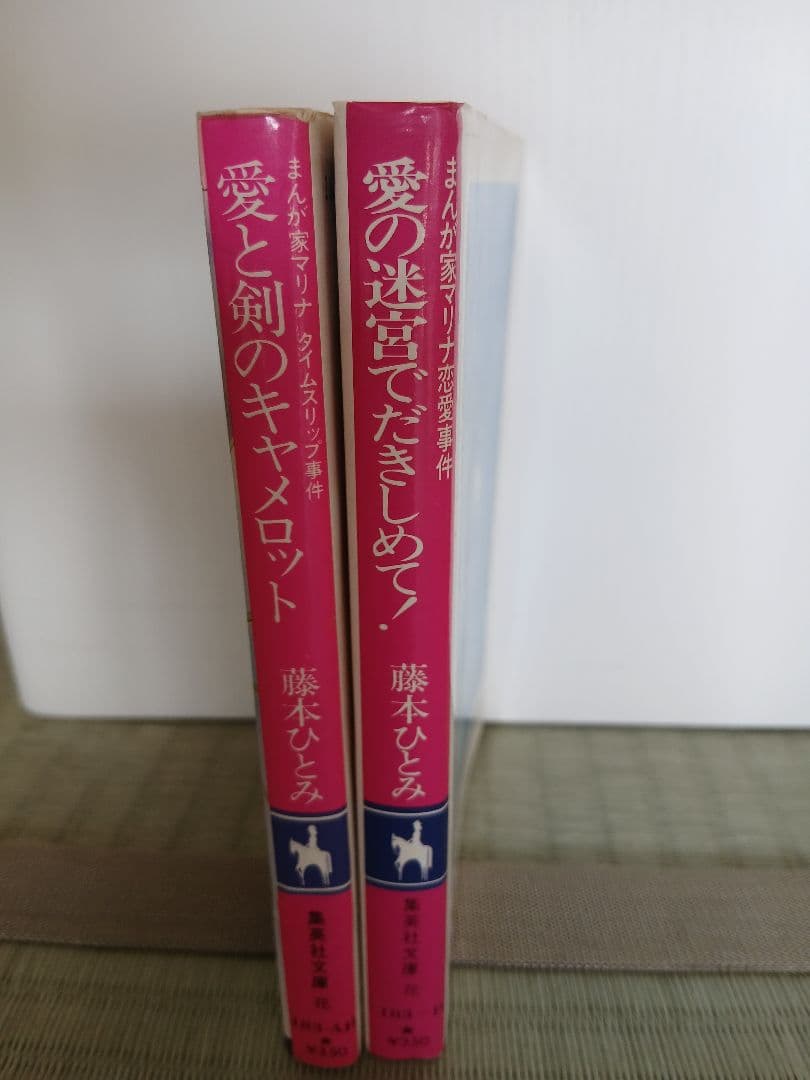 まんが家マリナ タイムスリップ事件
愛と剣のキャメロット
藤本ひとみ
集英社文庫
まんが家マリナ恋愛事件
愛の迷宮でだきしめて!
藤本ひとみ
集英社文庫